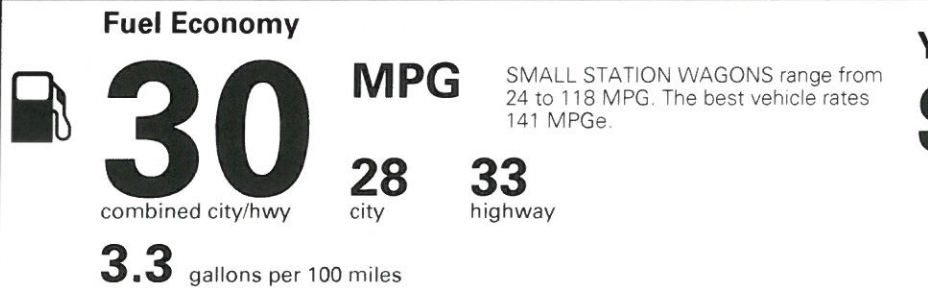 Fuel Economy
30 MPG
SMALL STATION WAGONS range from
24 to 118 MPG. The best vehicle rates
141 MPGe.
28 33
combined city/hwy city highway
3.3 gallons per 100 miles